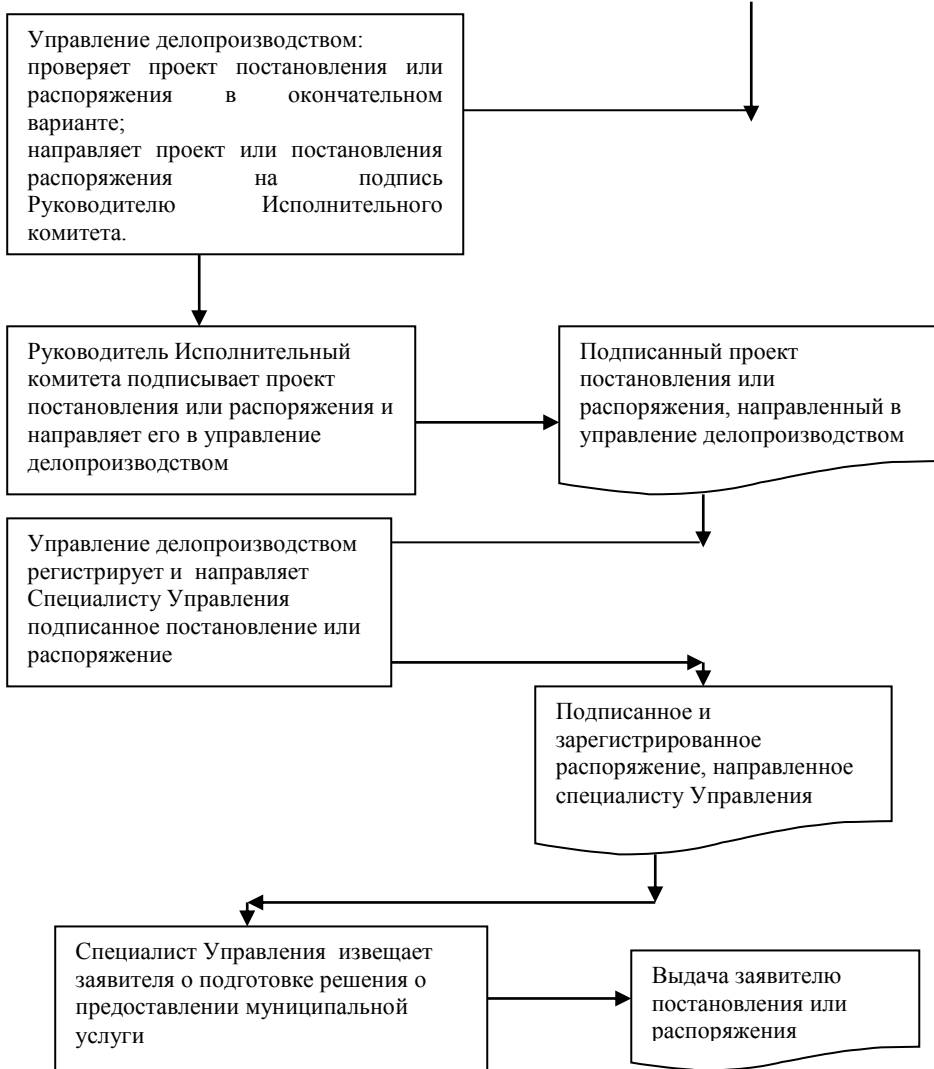 Управление делопроизводством:
проверяет проект постановления или
распоряжения в окончательном
варианте;
направляет проект или постановления
распоряжения на подпись
Руководителю Исполнительного
комитета.
Руководитель Исполнительный
комитета подписывает проект
постановления или распоряжения и
направляет его в управление
делопроизводством
Подписанный проект
постановления или
распоряжения, направленный в
управление делопроизводством
Управление делопроизводством
регистрирует и направляет
Специалисту Управления
подписанное постановление или
распоряжение
Подписанное и
зарегистрированное
распоряжение, направленное
специалисту Управления
Специалист Управления извещает
заявителя о подготовке решения о
предоставлении муниципальной
услуги
Выдача заявителю
постановления или
распоряжения